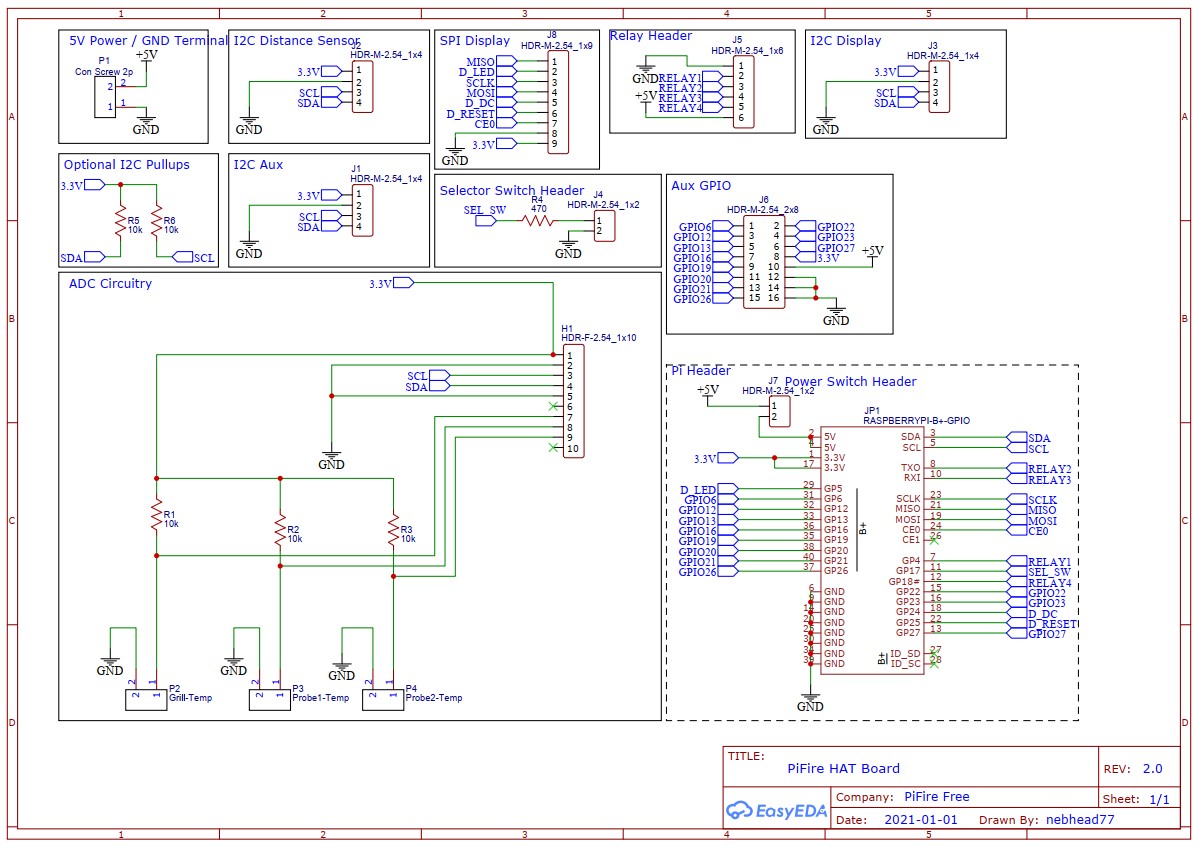 1 2 3 4 5
A
B
C
D
5V Power / GND Terminal
+5V
P1
Con Screw 2p
2 2
1 1
GND
I2C Distance Sensor
J2
HDR-M-2.54_1x4
3.3V 1
2
SCL 3
SDA 4
GND
SPI Display
J8
HDR-M-2.54_1x9
MISO 1
D_LED 2
SCLK 3
MOSI 4
D_DC 5
D_RESET 6
CE0 7
8
3.3V 9
GND
Relay Header
J5
HDR-M-2.54_1x6
GND
1
RELAY1 2
RELAY2 3
RELAY3 4
RELAY4 5
6
+5V
I2C Display
J3
HDR-M-2.54_1x4
3.3V 1
2
SCL 3
SDA 4
GND
Optional I2C Pullups
3.3V
R5
10k
R6
10k
SDA
SCL
I2C Aux
J1
HDR-M-2.54_1x4
3.3V 1
2
SCL 3
SDA 4
GND
Selector Switch Header
SEL_SW
R4
470
J4
HDR-M-2.54_1x2
1
2
GND
Aux GPIO
J6
HDR-M-2.54_2x8
GPIO6 1 2 GPIO22
GPIO12 3 4 GPIO23
GPIO13 5 6 GPIO27
GPIO16 7 8 3.3V
GPIO19 9 10
GPIO20 11 12
GPIO21 13 14
GPIO26 15 16
+5V
GND
ADC Circuitry
3.3V
H1
HDR-F-2.54_1x10
1
2
SCL 3
SDA 4
5
6
7
8
9
10
GND
R1
10k
R2
10k
R3
10k
GND
GND
GND
2 1
2 1
P2
Grill-Temp
2 1
2 1
P3
Probe1-Temp
2 1
2 1
P4
Probe2-Temp
Pi Header
+5V
J7
HDR-M-2.54_1x2
Power Switch Header
1
2
JP1
RASPBERRYPI-B+-GPIO
2 5V SDA 3 SDA
4 5V SCL 5 SCL
3.3V 1 3.3V
17 3.3V TXO 8 RELAY2
RXI 10 RELAY3
D_LED 29 GP5 SCLK 23 SCLK
GPIO6 31 GP6 MISO 21 MISO
GPIO12 32 GP12 MOSI 19 MOSI
GPIO13 33 GP13 CE0 24 CE0
GPIO16 36 GP16 CE1 26
GPIO19 35 GP19
GPIO20 38 GP20
GPIO21 40 GP21 GP4 7 RELAY1
GPIO26 37 GP26 GP17 11 SEL_SW
B+
GP18# 12 RELAY4
6 GND GP22 15 GPIO22
9 GND GP23 16 GPIO23
14 GND GP24 18 D_DC
20 GND GP25 22 D_RESET
25 GND GP27 13 GPIO27
30 GND
34 GND ID_SD 27
39 GND ID_SC 28
B+
GND
TITLE:
PiFire HAT Board
REV: 2.0
EasyEDA
Company: PiFire Free
Sheet: 1/1
Date: 2021-01-01 Drawn By: nebhead77
1 2 3 4 5
A
B
C
D